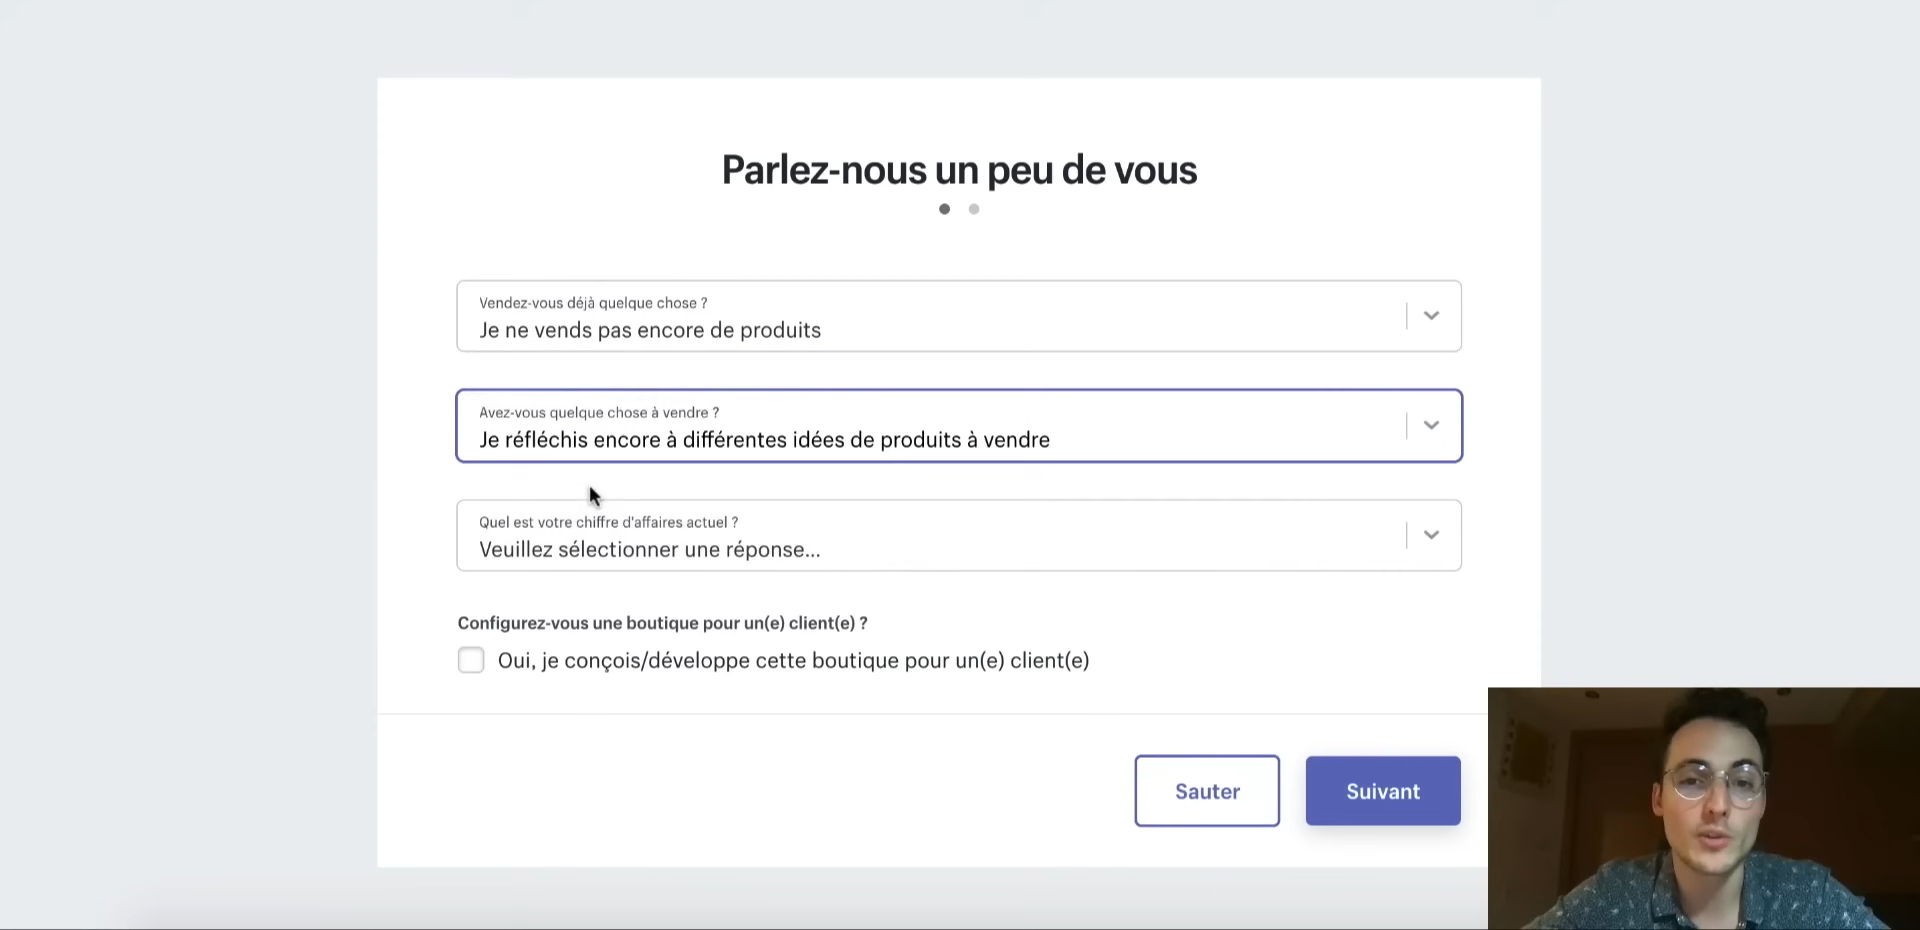 Parlez-nous un peu de vous
Vendez-vous déjà quelque chose ?
Je ne vends pas encore de produits
Avez-vous quelque chose à vendre ?
Je réfléchis encore à différentes idées de produits à vendre
Quel est votre chiffre d'affaires actuel ?
Veuillez sélectionner une réponse...
Configurez-vous une boutique pour un(e) client(e) ?
Oui, je conçois/développe cette boutique pour un(e) client(e)
Sauter
Suivant